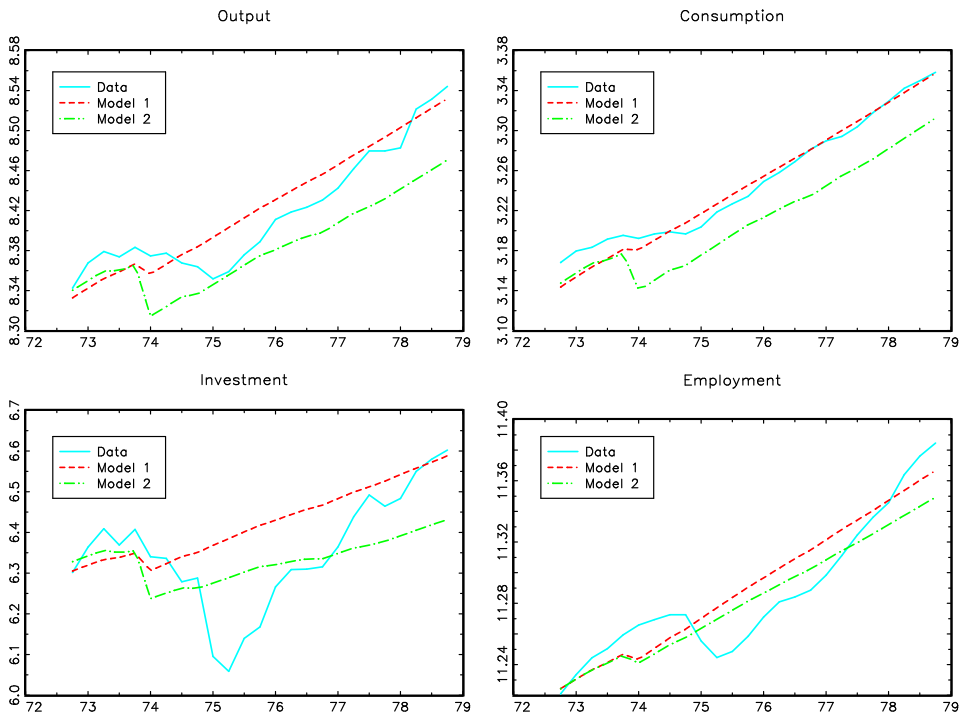 Output
8.58
8.54
8.50
8.46
8.42
8.38
8.34
8.30
Data
Model 1
Model 2
72 73 74 75 76 77 78 79
Consumption
3.38
3.34
3.30
3.26
3.22
3.18
3.14
3.10
Data
Model 1
Model 2
72 73 74 75 76 77 78 79
Investment
6.7
6.6
6.5
6.4
6.3
6.2
6.1
6.0
Data
Model 1
Model 2
72 73 74 75 76 77 78 79
Employment
11.40
11.36
11.32
11.28
11.24
Data
Model 1
Model 2
72 73 74 75 76 77 78 79